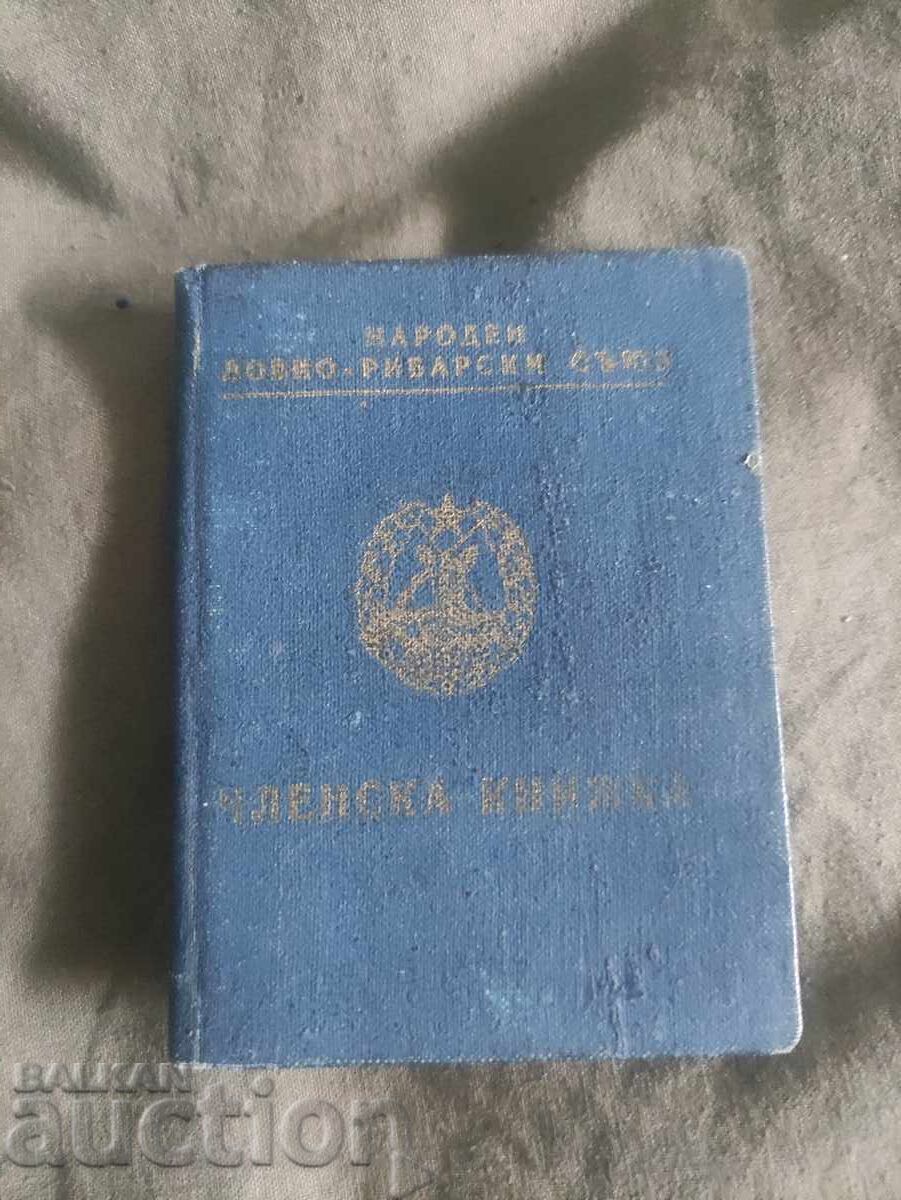 НАРОДЕН
ЛОВНО-РИБАРСКИ СЪЮЗ
ЧЛЕНСКА КНИЖКА
BALKAN
auction